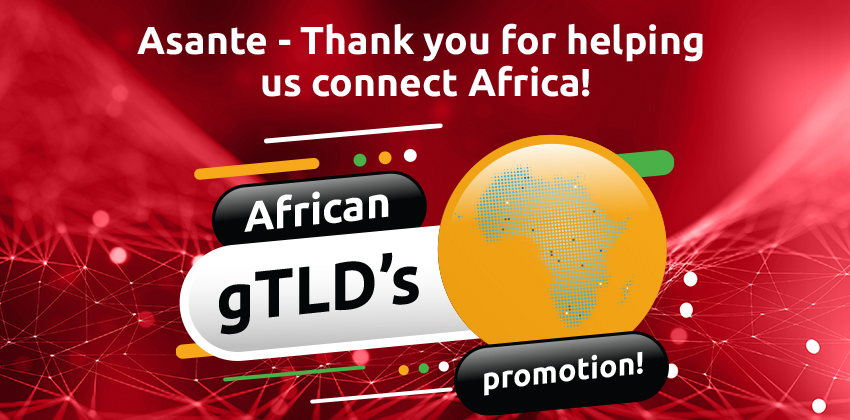 Asante - Thank you for helping
us connect Africa!
African
gTLD's
promotion!